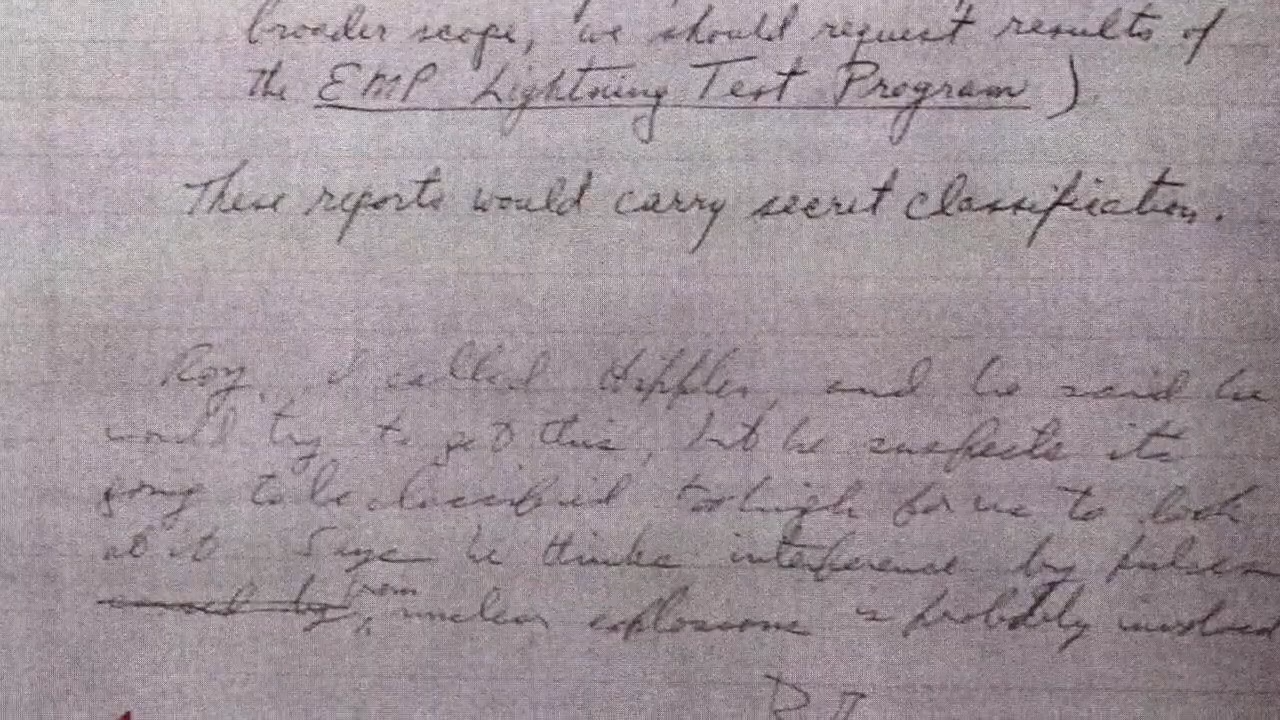 broader scope, we should request results of
the EMP Lightning Test Program).
These reports would carry secret classification.
Roy, I called Hippler, and he said he
would try to get this, but he suspects its
going to be classified too high for us to look
at it. Says he thinks interference by pulses
caused by from nuclear explosions is probably involved